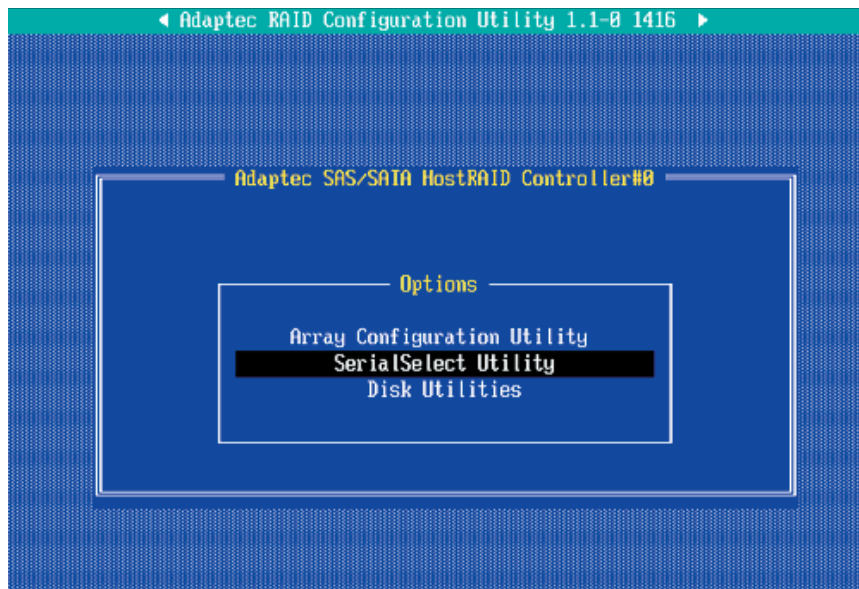 Adaptec RAID Configuration Utility 1.1-0 1416
Adaptec SAS/SATA HostRAID Controller#0
Options
Array Configuration Utility
SerialSelect Utility
Disk Utilities